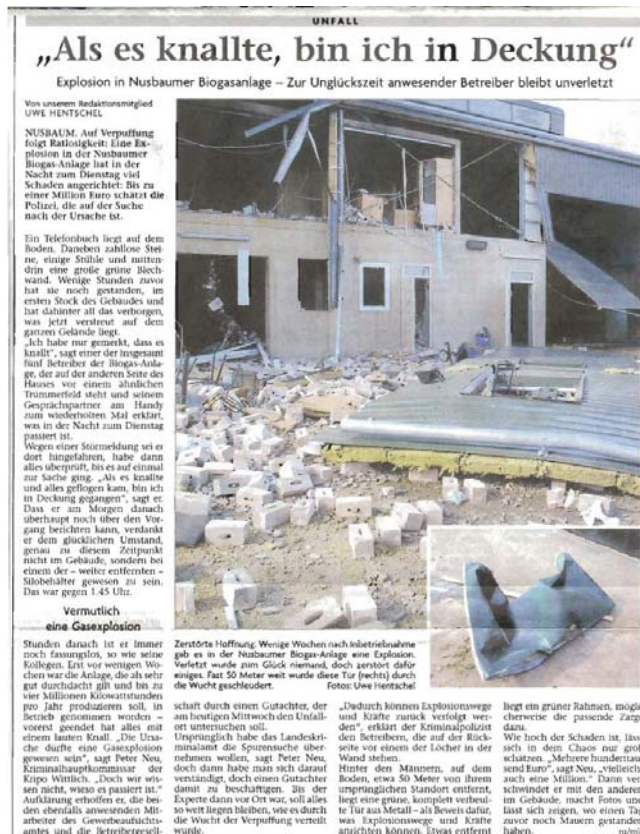 UNFALL
„Als es knallte, bin ich in Deckung“
Explosion in Nusbaumer Biogasanlage – Zur Unglückszeit anwesender Betreiber bleibt unverletzt
Von unserem Redaktionsmitglied
UWE HENTSCHEL
NUSBAUM. Auf Verpuffung
folgt Ratlosigkeit: Eine Ex-
plosion in der Nusbaumer
Biogas-Anlage hat in der
Nacht zum Dienstag viel
Schaden angerichtet: Bis zu
einer Million Euro schätzt die
Polizei, die auf der Suche
nach der Ursache ist.
Ein Telefonbuch liegt auf dem
Boden. Daneben zahllose Stei-
ne, einige Stühle und mitten-
drin eine große grüne Blech-
wand. Wenige Stunden zuvor
hat sie noch gestanden, im
ersten Stock des Gebäudes und
hat dahinter all das verborgen,
was jetzt verstreut auf dem
ganzen Gelände liegt.
„Ich habe nur gemerkt, dass es
knallt“, sagt einer der insgesamt
fünf Betreiber der Biogas-Anla-
ge, der auf der anderen Seite des
Hauses vor einem ähnlichen
Trümmerfeld steht und seinem
Gesprächspartner am Handy
zum wiederholten Mal erklärt,
was in der Nacht zum Dienstag
passiert ist.
Wegen einer Störmeldung sei er
dort hingefahren, habe dann
alles überprüft, bis es auf einmal
zur Sache ging. „Als es knallte
und alles geflogen kam, bin ich
in Deckung gegangen“, sagt er.
Dass er am Morgen danach
überhaupt noch über den Vor-
gang berichten kann, verdankt
er dem glücklichen Umstand,
genau zu diesem Zeitpunkt
nicht im Gebäude, sondern bei
einem der – weiter entfernten –
Silobehälter gewesen zu sein.
Das war gegen 1.45 Uhr.
Vermutlich
eine Gasexplosion
Stunden danach ist er immer
noch fassungslos, so wie seine
Kollegen. Erst vor wenigen Wo-
chen war die Anlage, die als sehr
gut durchdacht gilt und bis zu
vier Millionen Kilowattstunden
pro Jahr produzieren soll, in
Betrieb genommen worden –
vorerst geendet hat alles mit
einem lauten Knall. „Die Ursa-
che dürfte eine Gasexplosion
gewesen sein“, sagt Peter Neu,
Kriminalhauptkommissar der
Kripo Wittlich. „Doch wir wis-
sen nicht, wieso es passiert ist.“
Aufklärung erhoffen er, die bei-
den ebenfalls anwesenden Mit-
arbeiter des Gewerbeaufsichts-
amtes und die Betreibergesell-
Zerstörte Hoffnung: Wenige Wochen nach Inbetriebnahme
gab es in der Nusbaumer Biogas-Anlage eine Explosion.
Verletzt wurde zum Glück niemand, doch zerstört dafür
einiges. Fast 50 Meter weit wurde diese Tür (rechts) durch
die Wucht geschleudert. Fotos: Uwe Hentschel
schaft durch einen Gutachter, der
am heutigen Mittwoch den Unfall-
ort untersuchen soll.
Ursprünglich habe das Landeskri-
minalamt die Spurensuche über-
nehmen wollen, sagt Peter Neu,
doch dann habe man sich darauf
verständigt, doch einen Gutachter
damit zu beschäftigen. Bis der
Experte dann vor Ort war, soll alles
so weit liegen bleiben, wie es durch
die Wucht der Verpuffung verteilt
wurde.
„Dadurch können Explosionswege
und Kräfte zurück verfolgt wer-
den“, erklärt der Kriminalpolizist
den Betreibern, die auf der Rück-
seite vor einem der Löcher in der
Wand stehen.
Hinter den Männern, auf dem
Boden, etwa 50 Meter von ihrem
ursprünglichen Standort entfernt,
liegt eine grüne, komplett verbeul-
te Tür aus Metall – als Beweis dafür,
was Explosionswege und Kräfte
anrichten können. Etwas entfernt
liegt ein grüner Rahmen, mögli
cherweise die passende Zarg
dazu.
Wie hoch der Schaden ist, läss
sich in dem Chaos nur grol
schätzen. „Mehrere hunderttau
send Euro“, sagt Neu, „vielleich
auch eine Million.“ Dann ver
schwindet er mit den anderen
im Gebäude, macht Fotos und
lässt sich zeigen, wo einen Ta
zuvor noch Mauern gestande
haben.